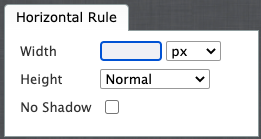 Horizontal Rule
Width px
Height Normal
No Shadow